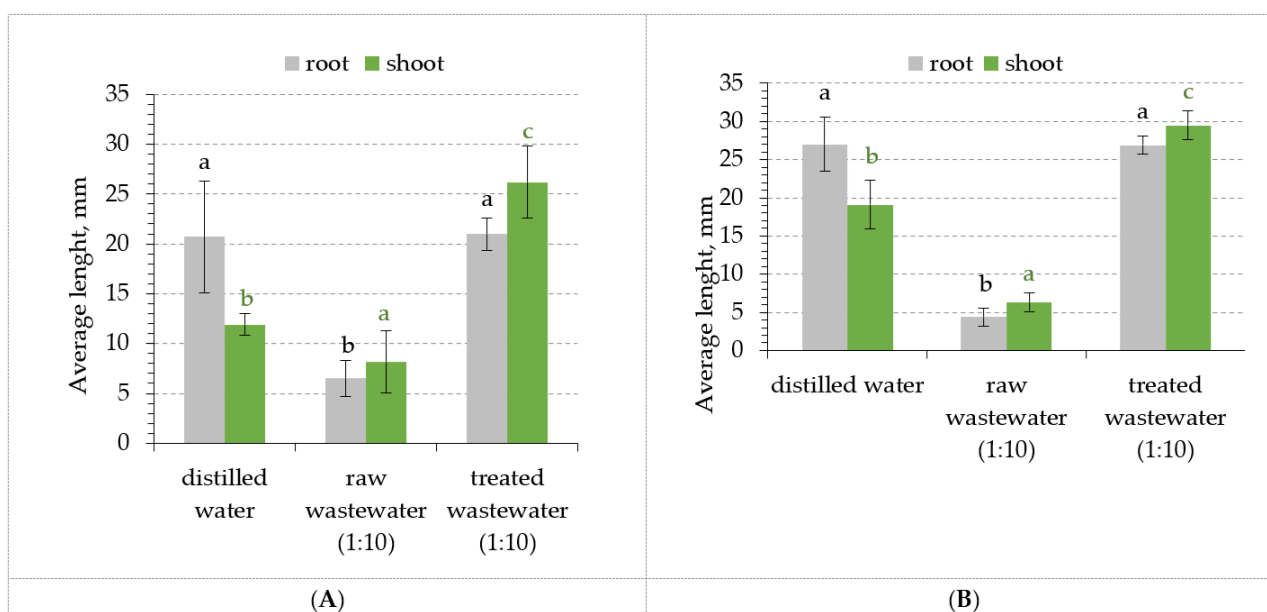 root shoot
35
30
25
20
15
10
5
0
Average lenght, mm
a
b
b
a
a
c
distilled
water
raw
wastewater
(1:10)
treated
wastewater
(1:10)
(A)
root shoot
35
30
25
20
15
10
5
0
Average lenght, mm
a
b
b
a
a
c
distilled water
raw
wastewater
(1:10)
treated
wastewater
(1:10)
(B)